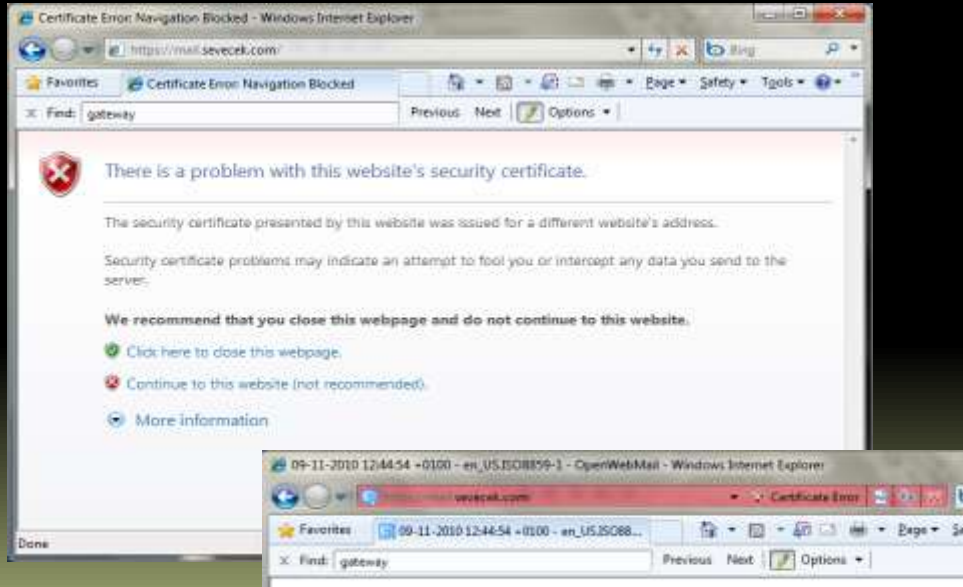 Certificate Error: Navigation Blocked - Windows Internet Explorer
https://mail.sevecek.com/
Bing
Favorites Certificate Error: Navigation Blocked Page Safety Tools
x Find: gateway Previous Next Options
There is a problem with this website's security certificate.
The security certificate presented by this website was issued for a different website's address.
Security certificate problems may indicate an attempt to fool you or intercept any data you send to the
server.
We recommend that you close this webpage and do not continue to this website.
Click here to close this webpage.
Continue to this website (not recommended).
More information
Done
09-11-2010 12:44:54 +0100 - en_US.ISO8859-1 - OpenWebMail - Windows Internet Explorer
sevecek.com Certificate Error
Favorites 09-11-2010 12:44:54 +0100 - en_US.ISO88... Page
x Find: gateway Previous Next Options